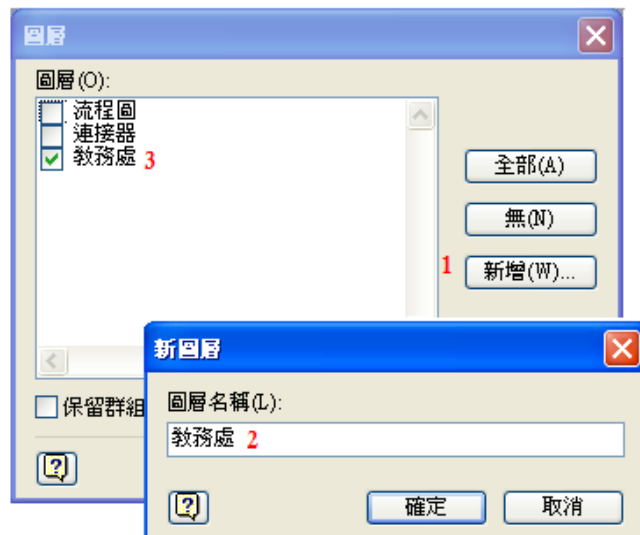 圖層
圖層(O):
流程圖
連接器
教務處 3
全部(A)
無(N)
1 新增(W)...
保留群組
新圖層
圖層名稱(L):
教務處 2
確定 取消